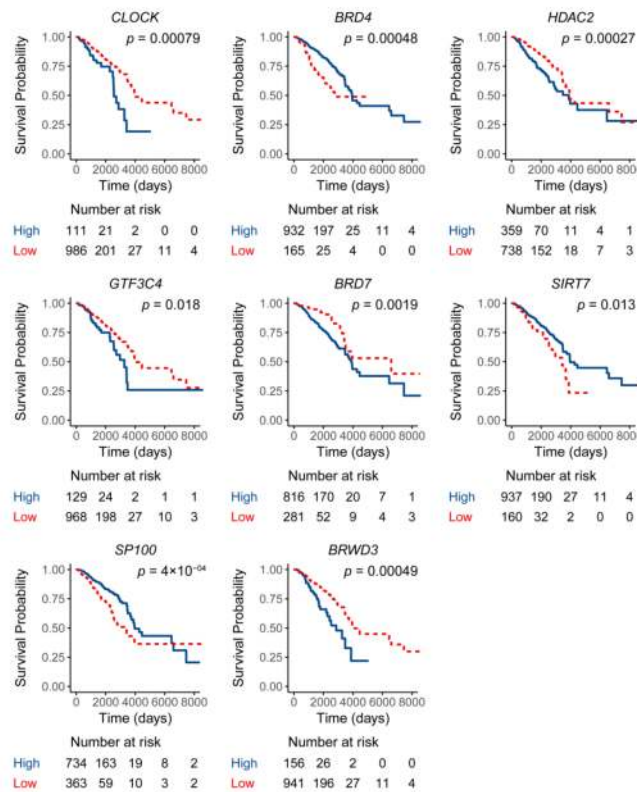 CLOCK
p = 0.00079
Survival Probability
1.00
0.75
0.50
0.25
0.00
0 2000 4000 6000 8000
Time (days)
Number at risk
High 111 21 2 0 0
Low 986 201 27 11 4
BRD4
p = 0.00048
Survival Probability
1.00
0.75
0.50
0.25
0.00
0 2000 4000 6000 8000
Time (days)
Number at risk
High 932 197 25 11 4
Low 165 25 4 0 0
HDAC2
p = 0.00027
Survival Probability
1.00
0.75
0.50
0.25
0.00
0 2000 4000 6000 8000
Time (days)
Number at risk
High 359 70 11 4 1
Low 738 152 18 7 3
GTF3C4
p = 0.018
Survival Probability
1.00
0.75
0.50
0.25
0.00
0 2000 4000 6000 8000
Time (days)
Number at risk
High 129 24 2 1 1
Low 968 198 27 10 3
BRD7
p = 0.0019
Survival Probability
1.00
0.75
0.50
0.25
0.00
0 2000 4000 6000 8000
Time (days)
Number at risk
High 816 170 20 7 1
Low 281 52 9 4 3
SIRT7
p = 0.013
Survival Probability
1.00
0.75
0.50
0.25
0.00
0 2000 4000 6000 8000
Time (days)
Number at risk
High 937 190 27 11 4
Low 160 32 2 0 0
SP100
p = 4×10⁻⁰⁴
Survival Probability
1.00
0.75
0.50
0.25
0.00
0 2000 4000 6000 8000
Time (days)
Number at risk
High 734 163 19 8 2
Low 363 59 10 3 2
BRWD3
p = 0.00049
Survival Probability
1.00
0.75
0.50
0.25
0.00
0 2000 4000 6000 8000
Time (days)
Number at risk
High 156 26 2 0 0
Low 941 196 27 11 4